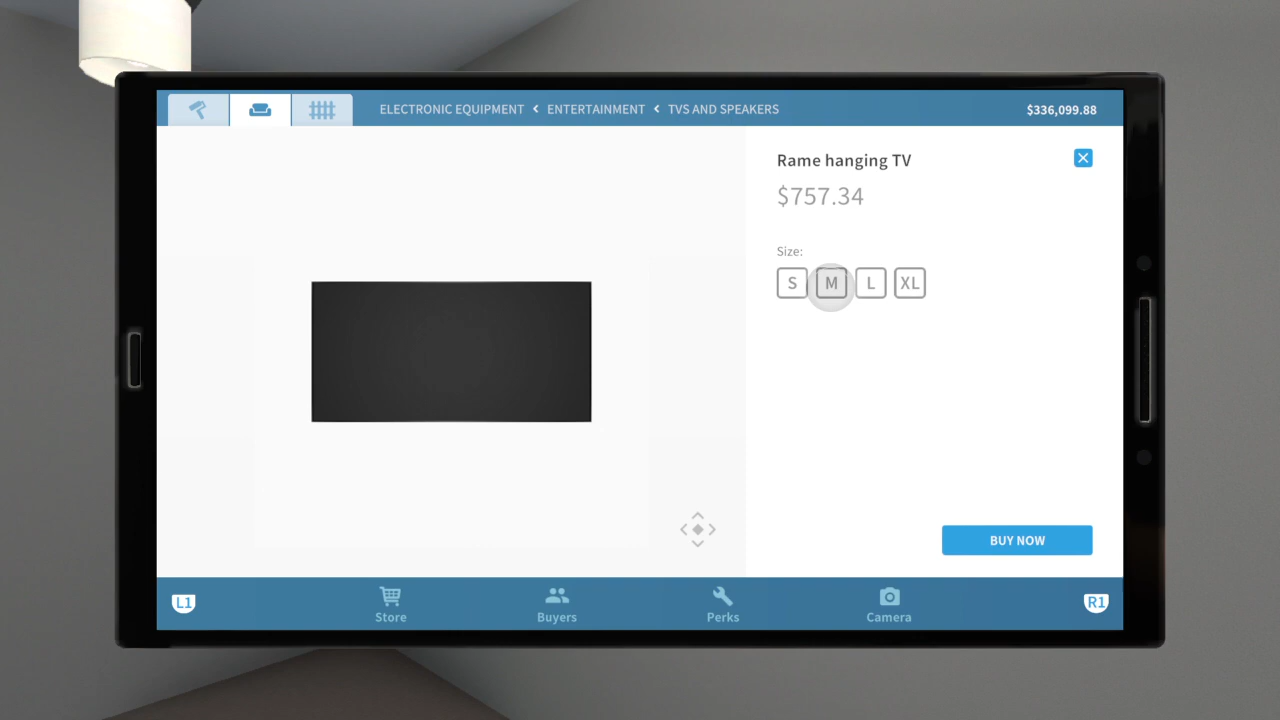 ELECTRONIC EQUIPMENT < ENTERTAINMENT < TVS AND SPEAKERS
$336,099.88
Rame hanging TV
$757.34
Size:
S M L XL
BUY NOW
L1 Store Buyers Perks Camera R1